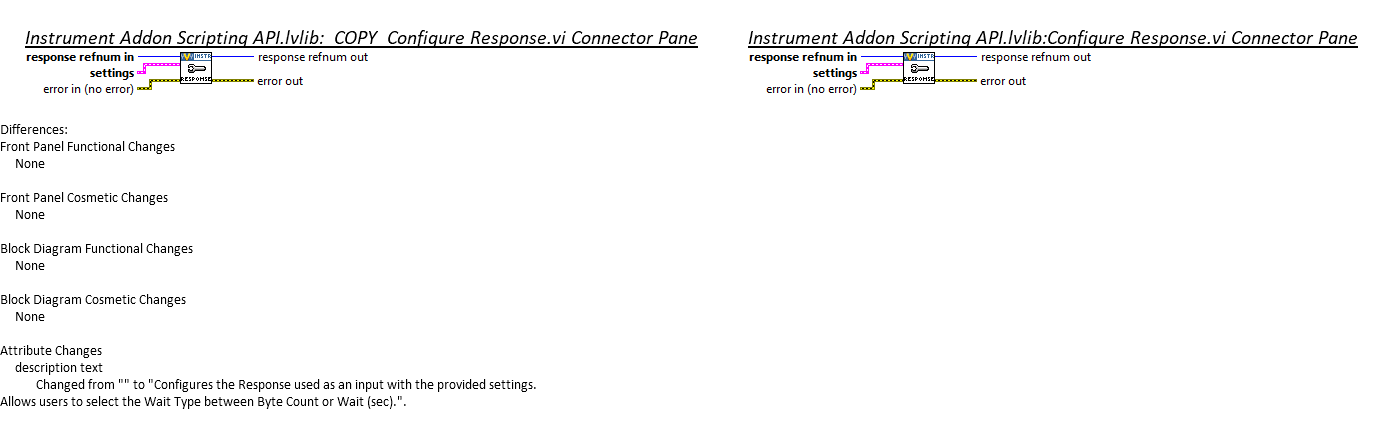 Instrument Addon Scripting API.lvlib:_COPY_Configure Response.vi Connector Pane
response refnum in
INSTR
response refnum out
settings
RESPONSE
error in (no error)
error out
Instrument Addon Scripting API.lvlib:Configure Response.vi Connector Pane
response refnum in
INSTR
response refnum out
settings
RESPONSE
error in (no error)
error out
Differences:
Front Panel Functional Changes
None
Front Panel Cosmetic Changes
None
Block Diagram Functional Changes
None
Block Diagram Cosmetic Changes
None
Attribute Changes
description text
Changed from "" to "Configures the Response used as an input with the provided settings.
Allows users to select the Wait Type between Byte Count or Wait (sec).".